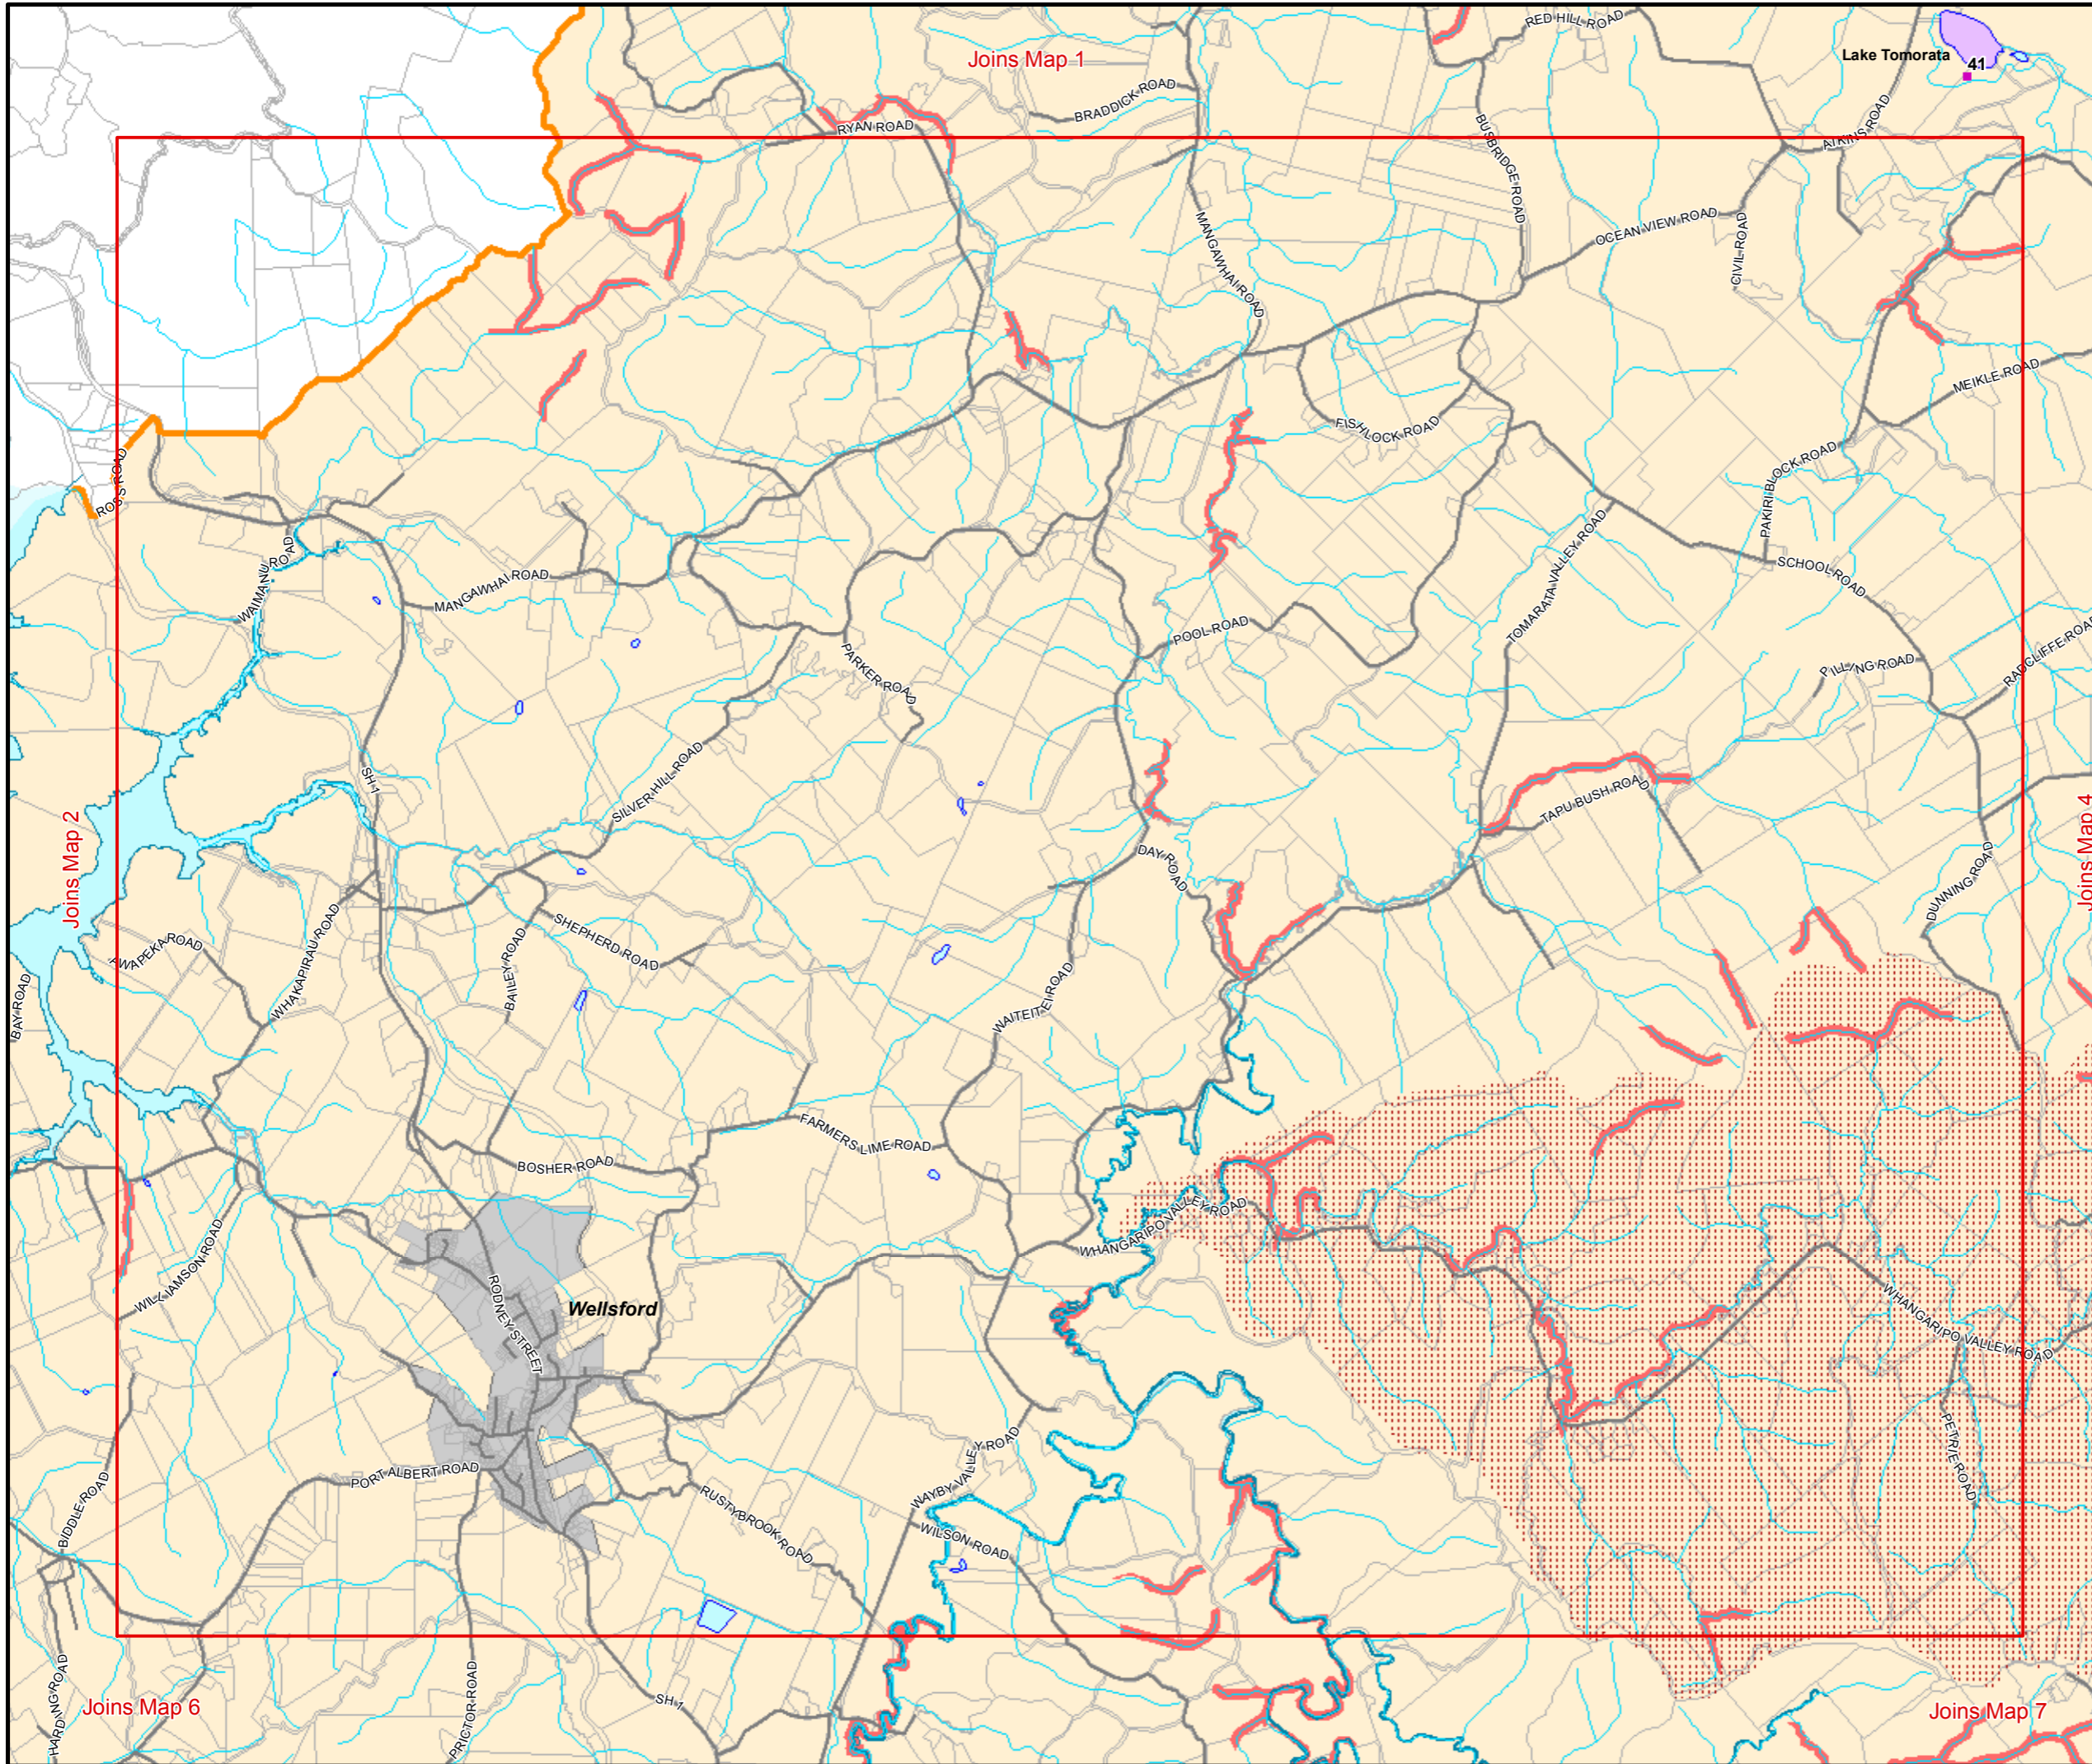 RED HILL ROAD
Joins Map 1
Lake Tomorata
41
BRADDICK ROAD
RYAN ROAD
ATKINS ROAD
BUSBRIDGE ROAD
MANGAWHAI ROAD
OCEAN VIEW ROAD
CIVIL ROAD
MEIKLE ROAD
FISHLOCK ROAD
PAKIRI BLOCK ROAD
ROSS ROAD
WAIMANU ROAD
MANGAWHAI ROAD
TOMARATA VALLEY ROAD
SCHOOL ROAD
POOL ROAD
RADCLIFFE ROAD
PILLING ROAD
PARKER ROAD
SH 1
SILVER HILL ROAD
TAPU BUSH ROAD
Joins Map 2
Joins Map 4
DAY ROAD
DUNNING ROAD
AWAPEKA ROAD
WHAKAPIRAU ROAD
SHEPHERD ROAD
BAILEY ROAD
BAY ROAD
WAITEITEI ROAD
FARMERS LIME ROAD
BOSHER ROAD
WHANGARIPO VALLEY ROAD
WILLIAMSON ROAD
RODNEY STREET
Wellsford
WHANGARIPO VALLEY ROAD
PETRIE ROAD
PORT ALBERT ROAD
WAYBY VALLEY ROAD
BIDDLE ROAD
RUSTYBROOK ROAD
WILSON ROAD
HARDING ROAD
PRICTOR ROAD
SH 1
Joins Map 6
Joins Map 7